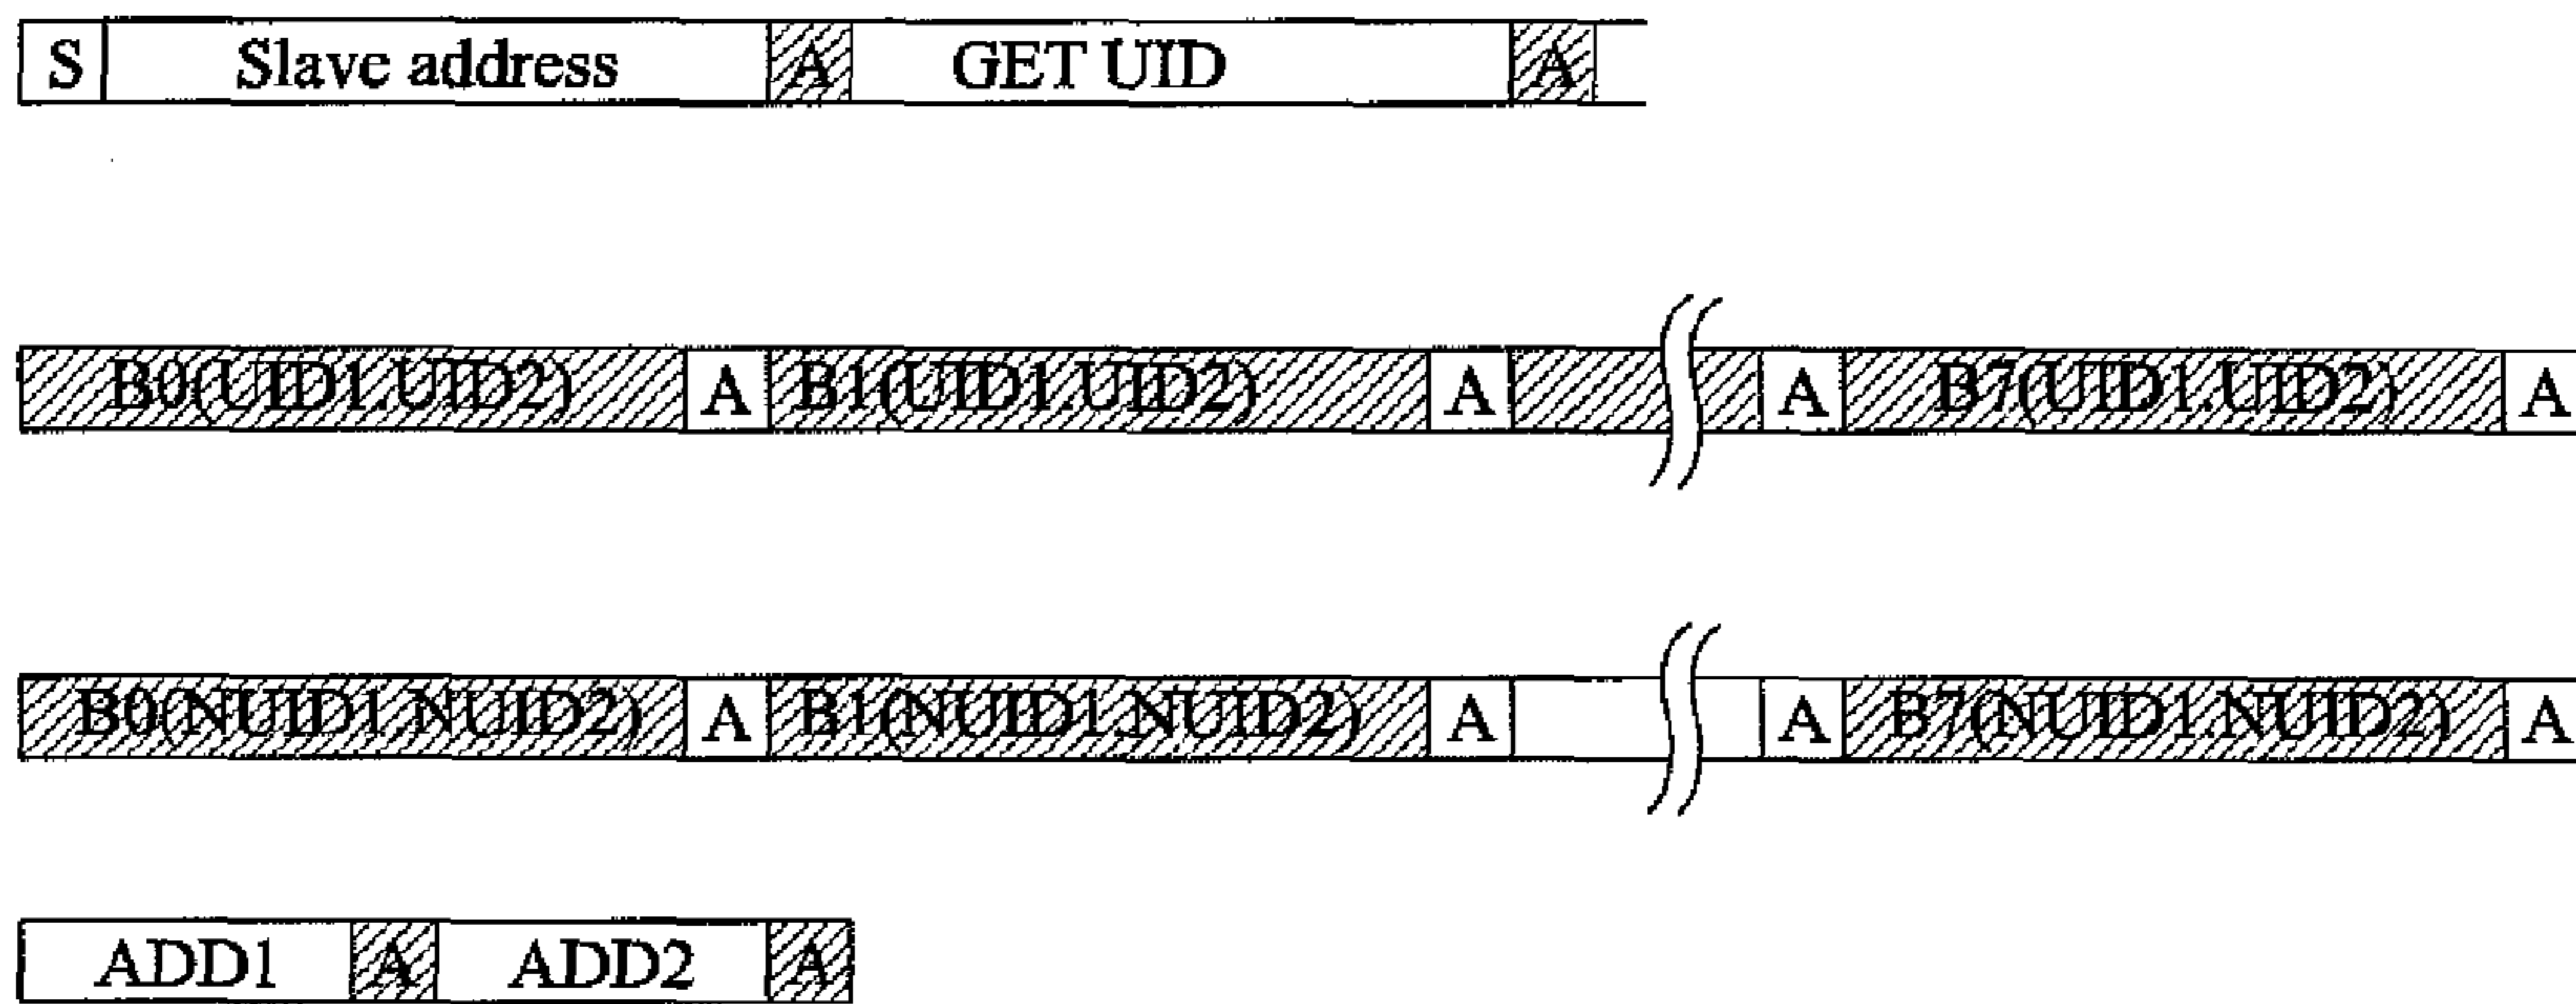 S Slave address A GET UID A
B0(UID1.UID2) A B1(UID1.UID2) A A B7(UID1.UID2) A
B0(NUID1.NUID2) A B1(NUID1.NUID2) A A B7(NUID1.NUID2) A
ADD1 A ADD2 A